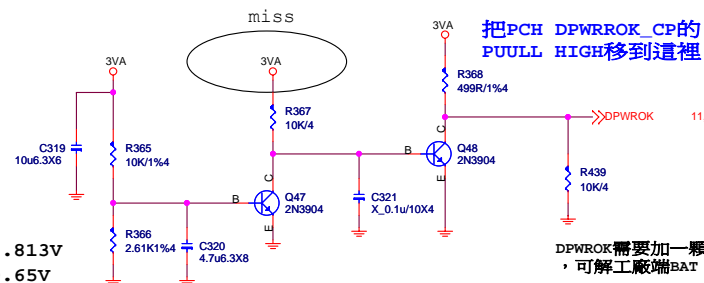 miss
把PCH DPWRROK_CP的
PUULL HIGH移到這裡
3VA
3VA
3VA
R368
499R/1%4
R367
10K/4
DPWROK
11
C319
10u6.3X6
R365
10K/1%4
C
B
Q48
2N3904
E
R439
10K/4
C
B
Q47
2N3904
E
C321
X_0.1u/10X4
R366
2.61K1%4
C320
4.7u6.3X8
.813V
.65V
DPWROK需要加一顆
，可解工廠端BAT